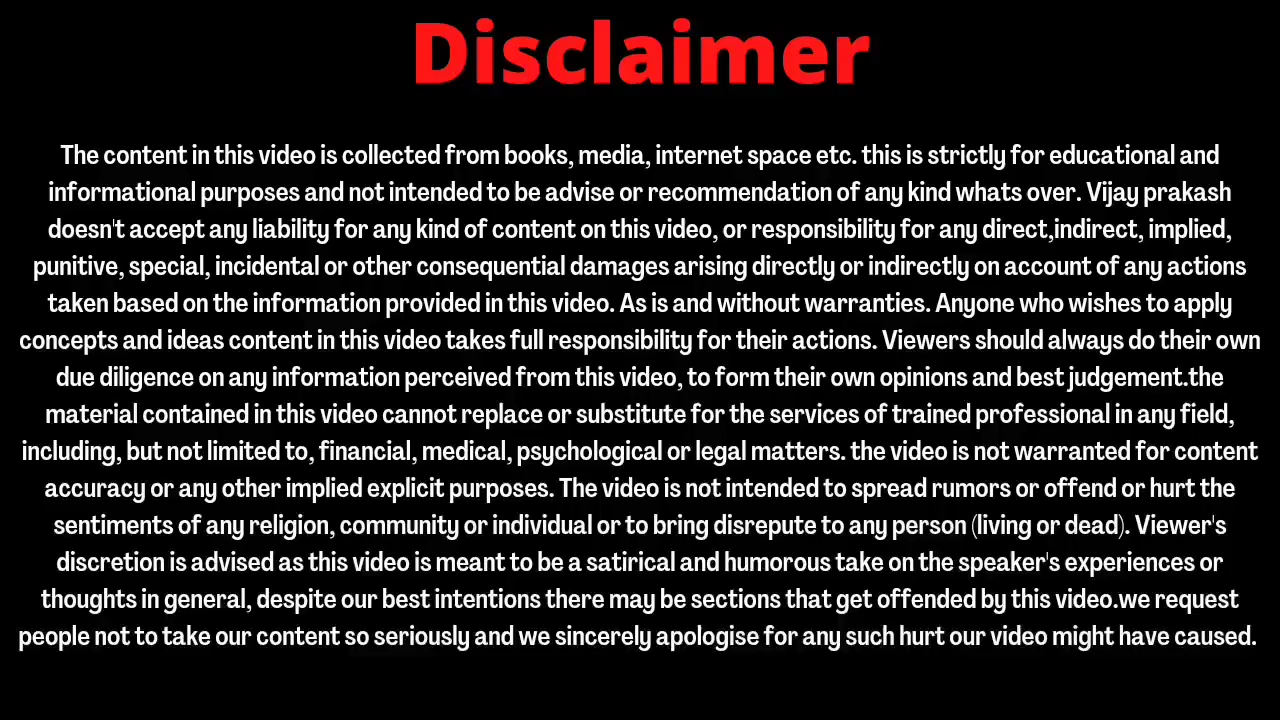 Disclaimer
The content in this video is collected from books, media, internet space etc. this is strictly for educational and
informational purposes and not intended to be advise or recommendation of any kind whats over. Vijay prakash
doesn't accept any liability for any kind of content on this video, or responsibility for any direct,indirect, implied,
punitive, special, incidental or other consequential damages arising directly or indirectly on account of any actions
taken based on the information provided in this video. As is and without warranties. Anyone who wishes to apply
concepts and ideas content in this video takes full responsibility for their actions. Viewers should always do their own
due diligence on any information perceived from this video, to form their own opinions and best judgement.the
material contained in this video cannot replace or substitute for the services of trained professional in any field,
including, but not limited to, financial, medical, psychological or legal matters. the video is not warranted for content
accuracy or any other implied explicit purposes. The video is not intended to spread rumors or offend or hurt the
sentiments of any religion, community or individual or to bring disrepute to any person (living or dead). Viewer's
discretion is advised as this video is meant to be a satirical and humorous take on the speaker's experiences or
thoughts in general, despite our best intentions there may be sections that get offended by this video.we request
people not to take our content so seriously and we sincerely apologise for any such hurt our video might have caused.